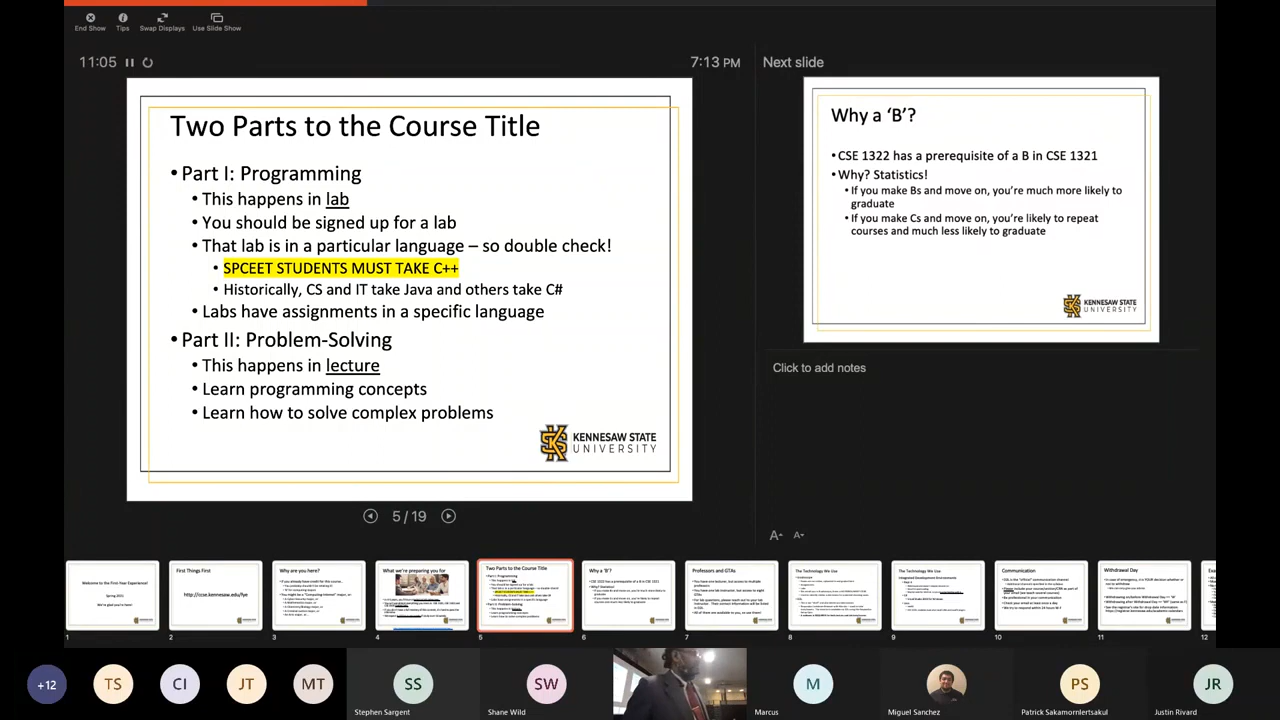 End Show
Tips
Swap Displays
Use Slide Show
11:05
7:13 PM
Next slide
Two Parts to the Course Title
• Part I: Programming
• This happens in lab
• You should be signed up for a lab
• That lab is in a particular language – so double check!
• SPCEET STUDENTS MUST TAKE C++
• Historically, CS and IT take Java and others take C#
• Labs have assignments in a specific language
• Part II: Problem-Solving
• This happens in lecture
• Learn programming concepts
• Learn how to solve complex problems
KENNESAW STATE
UNIVERSITY
Why a ‘B’?
• CSE 1322 has a prerequisite of a B in CSE 1321
• Why? Statistics!
• If you make Bs and move on, you’re much more likely to
graduate
• If you make Cs and move on, you’re likely to repeat
courses and much less likely to graduate
KENNESAW STATE
UNIVERSITY
Click to add notes
5 / 19
A
A
Welcome to the First Year Experience!
Spring 2021
We're glad you're here!
First Things First
http://ccse.kennesaw.edu/fye
Why are you here?
What we're preparing you for
Two Parts to the Course Title
Why a 'B'?
Professors and GTAs
The Technology We Use
The Technology We Use
Communication
Withdrawal Day
1
2
3
4
5
6
7
8
9
10
11
12
+12
TS
CI
JT
MT
SS
Stephen Sargent
SW
Shane Wild
M
Marcus
Miguel Sanchez
PS
Patrick Sakamornlertsakul
JR
Justin Rivard